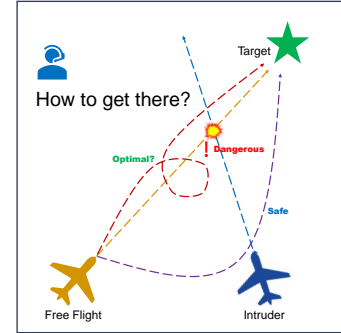 Target
How to get there?
! Dangerous
Optimal?
Safe
Free Flight
Intruder